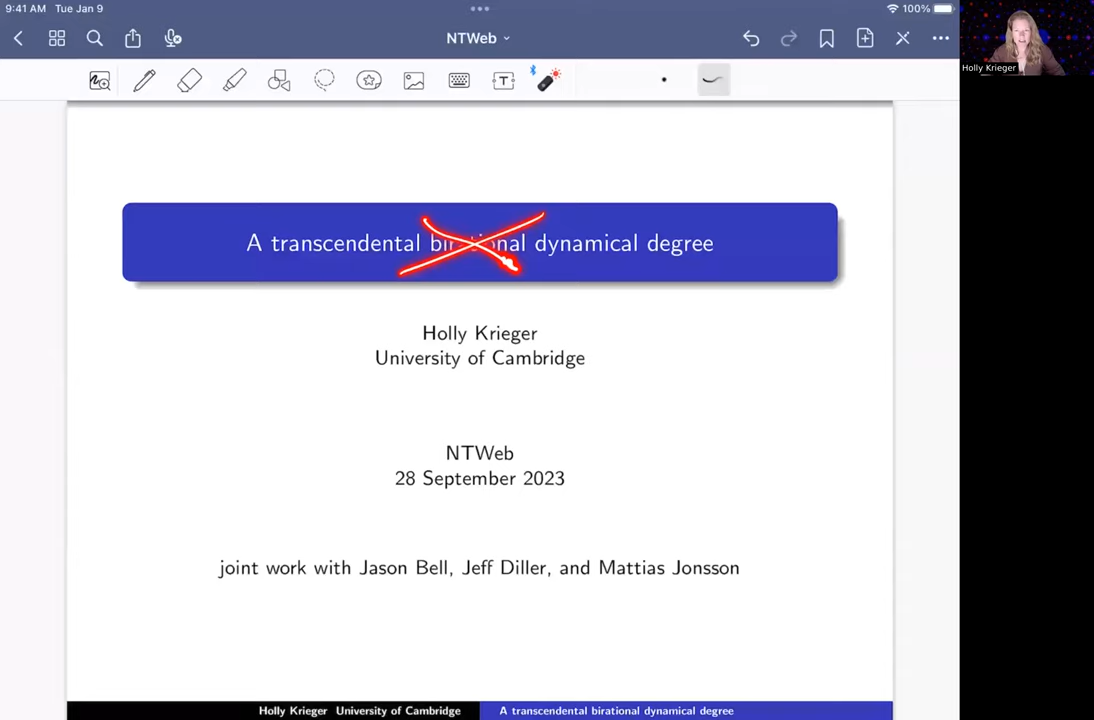 9:41 AM Tue Jan 9
100%
NTWeb
T
Holly Krieger
A transcendental birational dynamical degree
Holly Krieger
University of Cambridge
NTWeb
28 September 2023
joint work with Jason Bell, Jeff Diller, and Mattias Jonsson
Holly Krieger University of Cambridge
A transcendental birational dynamical degree